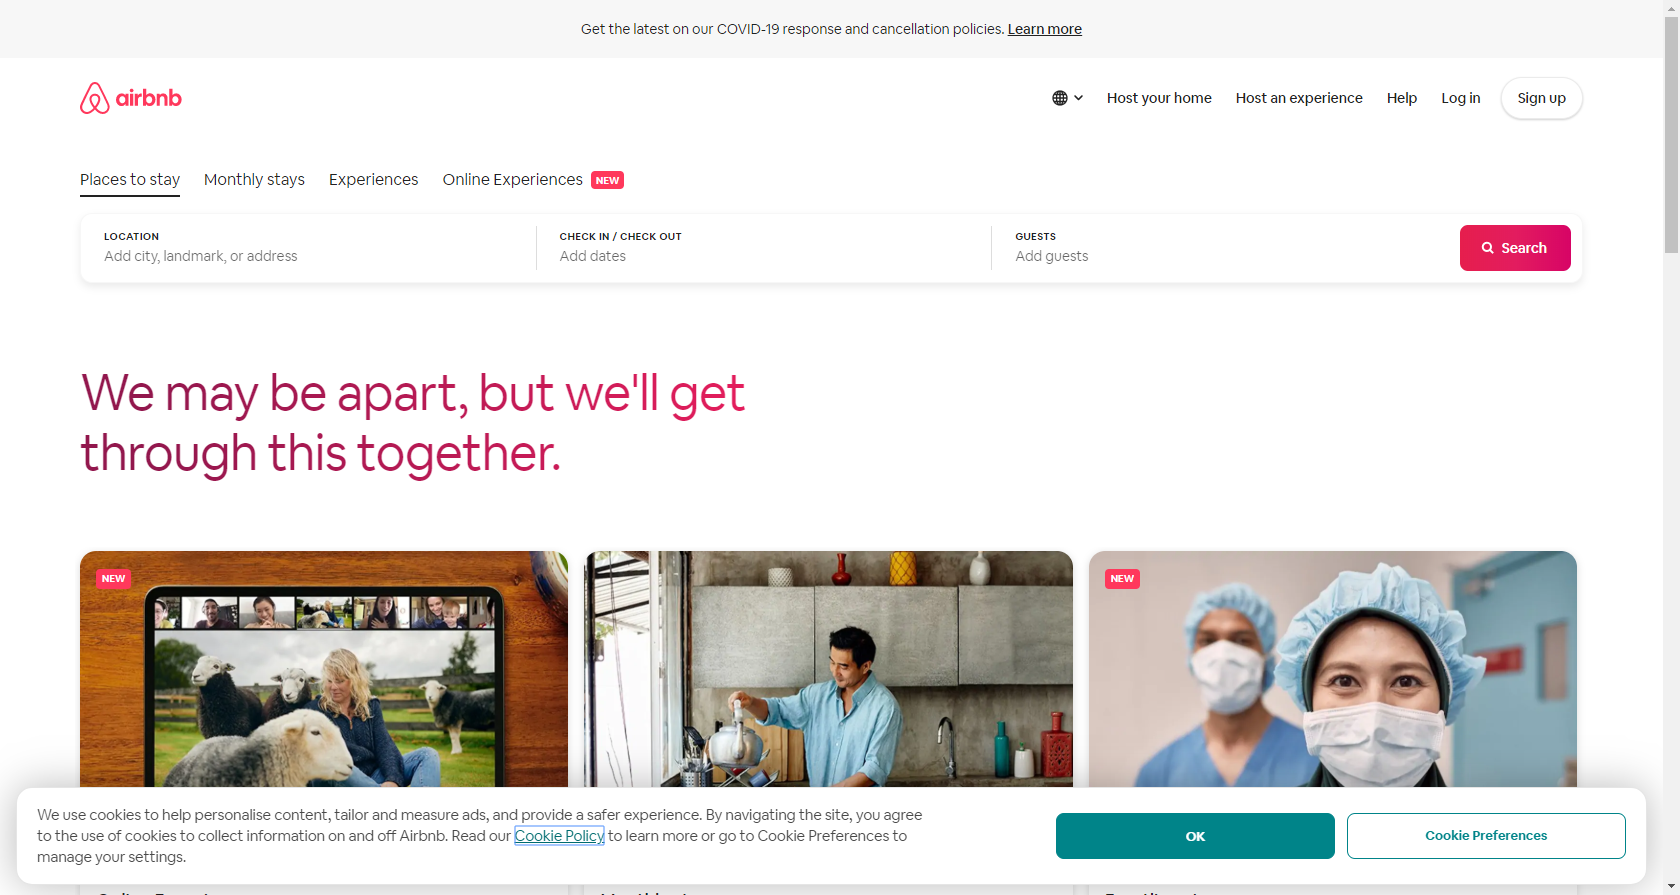 Get the latest on our COVID-19 response and cancellation policies. Learn more
airbnb
Host your home
Host an experience
Help
Log in
Sign up
Places to stay
Monthly stays
Experiences
Online Experiences NEW
LOCATION
Add city, landmark, or address
CHECK IN / CHECK OUT
Add dates
GUESTS
Add guests
Search
We may be apart, but we'll get
through this together.
NEW
NEW
We use cookies to help personalise content, tailor and measure ads, and provide a safer experience. By navigating the site, you agree
to the use of cookies to collect information on and off Airbnb. Read our Cookie Policy to learn more or go to Cookie Preferences to
manage your settings.
OK
Cookie Preferences